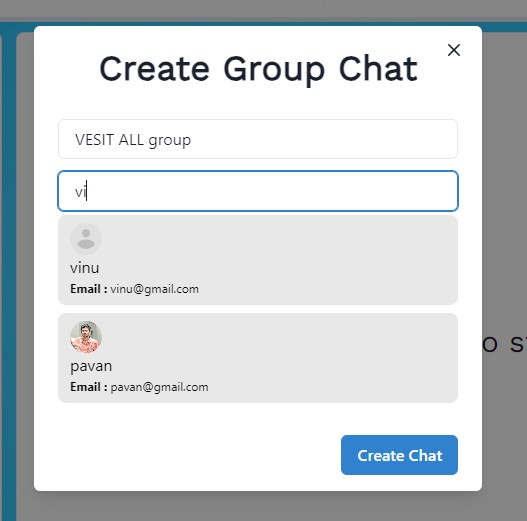 Create Group Chat
VESIT ALL group
vi
vinu
Email : vinu@gmail.com
pavan
Email : pavan@gmail.com
Create Chat